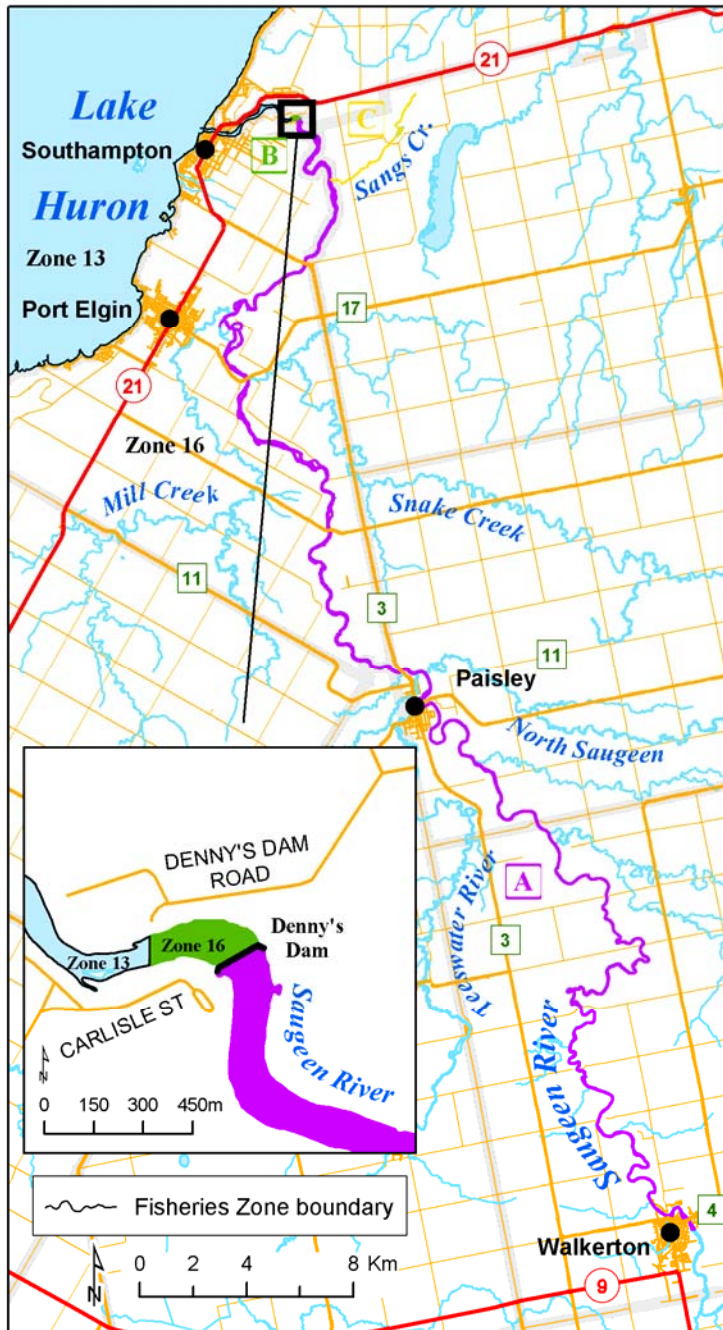 21
Lake
Southampton
B
C
Sangs Cr.
Huron
Zone 13
Port Elgin
17
21
Zone 16
Mill Creek
Snake Creek
11
3
11
Paisley
North Saugeen
A
Teeswater River
3
Saugeen River
4
Walkerton
9
DENNY'S DAM
ROAD
Denny's
Dam
Zone 16
Zone 13
CARLISLE ST
Saugeen River
N
0 150 300 450m
Fisheries Zone boundary
N
0 2 4 8 Km